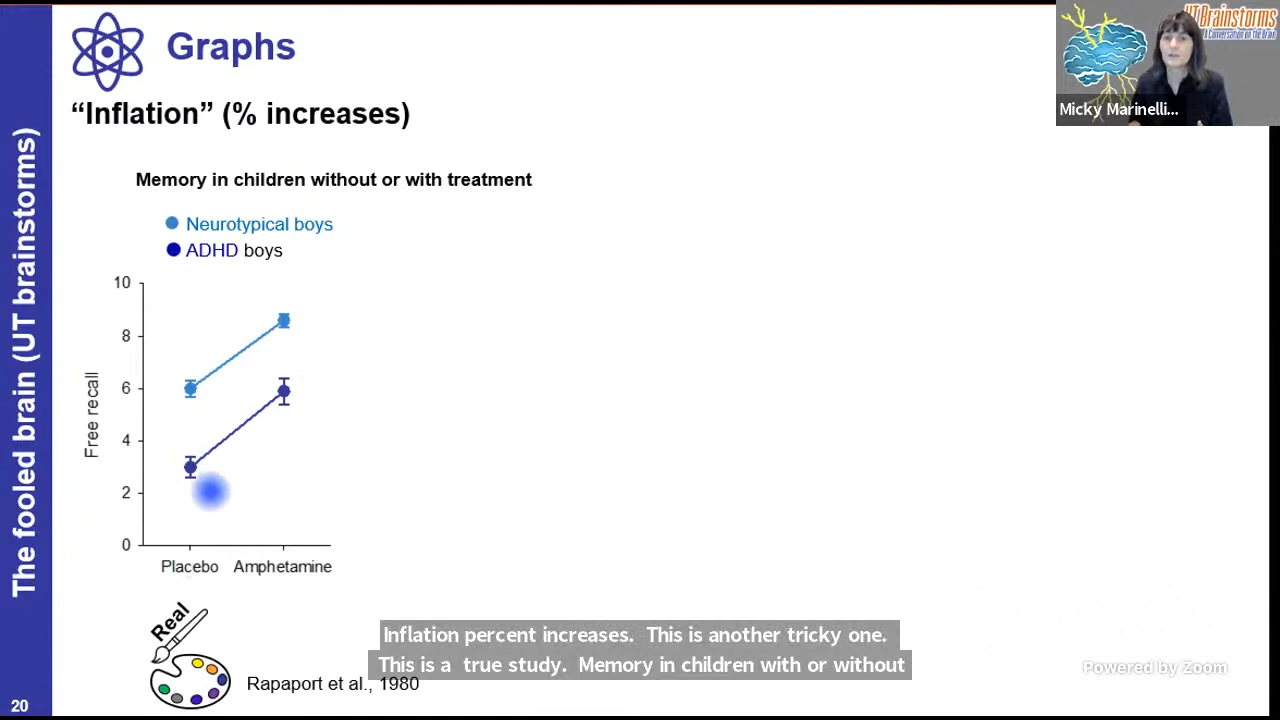 Graphs
UT Brainstorms
A Conversation on the Brain
Micky Marinelli...
“Inflation” (% increases)
The fooled brain (UT brainstorms)
Memory in children without or with treatment
Neurotypical boys
ADHD boys
10
8
6
4
2
0
Free recall
Placebo Amphetamine
Real
Inflation percent increases. This is another tricky one.
This is a true study. Memory in children with or without
Rapaport et al., 1980
Powered by Zoom
20